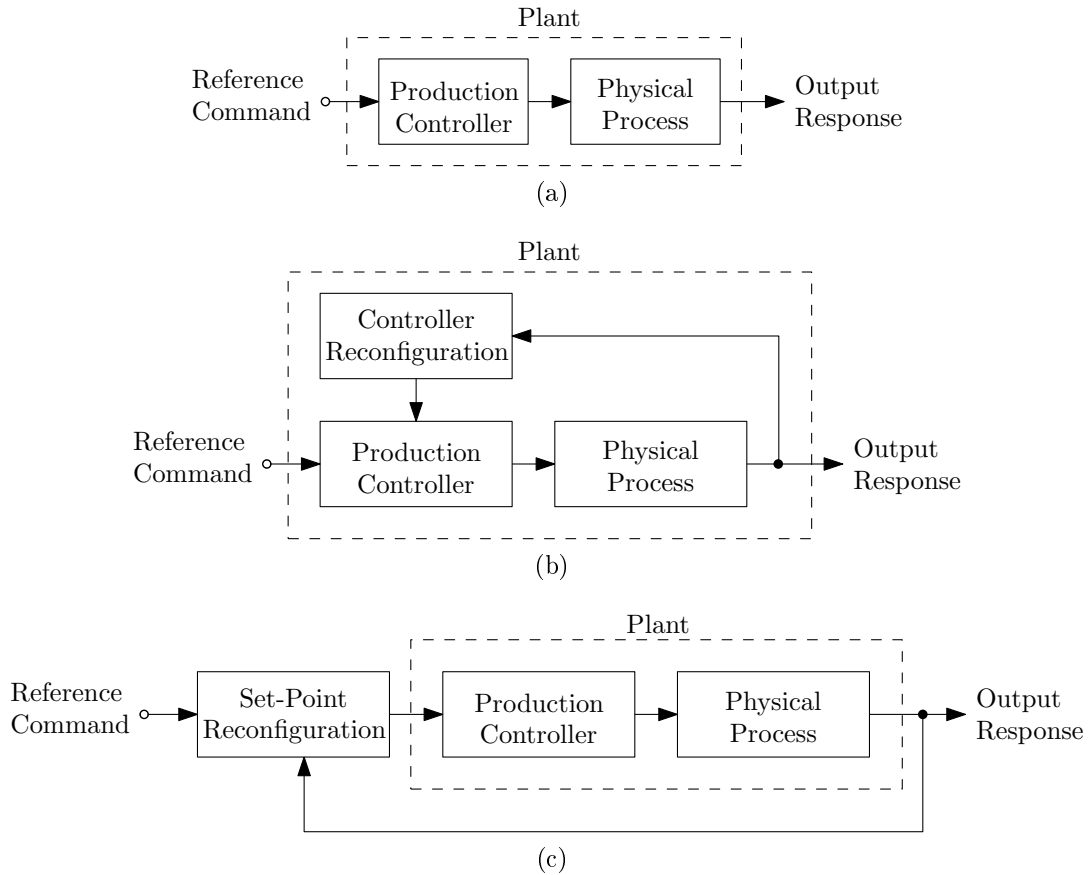 Plant
Reference
Command
Production
Controller
Physical
Process
Output
Response
(a)
Plant
Controller
Reconfiguration
Reference
Command
Production
Controller
Physical
Process
Output
Response
(b)
Plant
Reference
Command
Set-Point
Reconfiguration
Production
Controller
Physical
Process
Output
Response
(c)